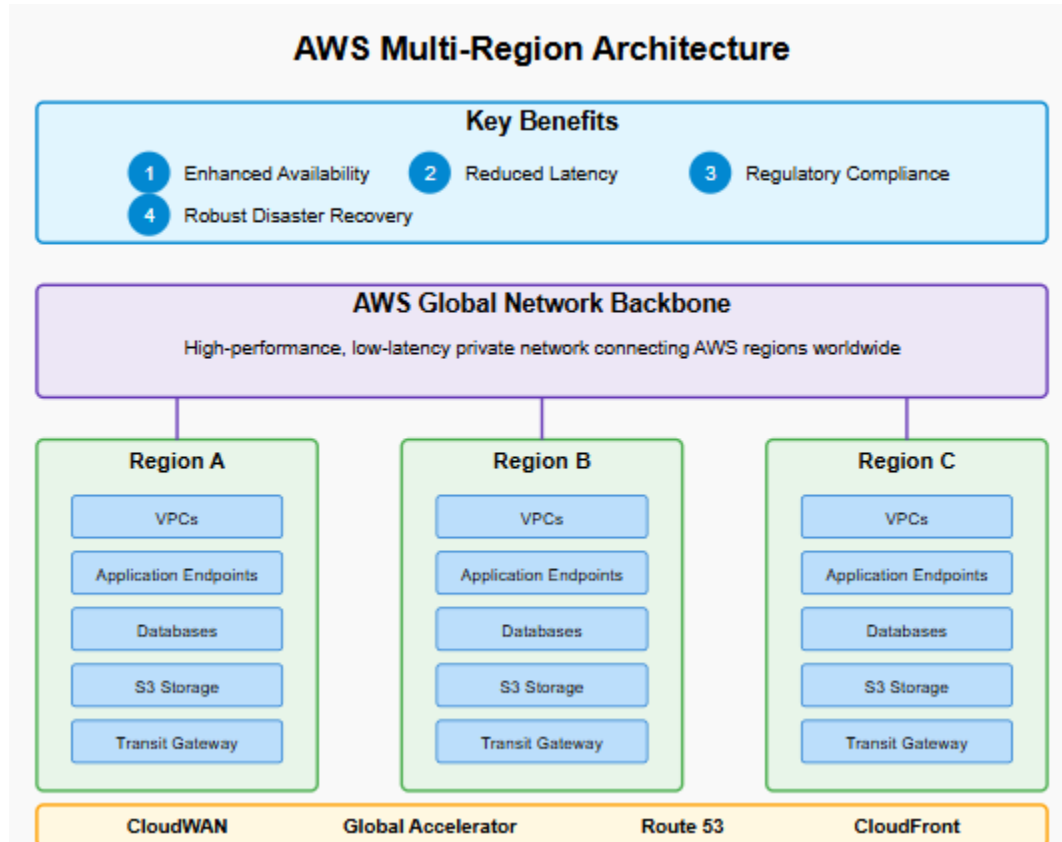 AWS Multi-Region Architecture
Key Benefits
1 Enhanced Availability 2 Reduced Latency 3 Regulatory Compliance
4 Robust Disaster Recovery
AWS Global Network Backbone
High-performance, low-latency private network connecting AWS regions worldwide
Region A
VPCs
Application Endpoints
Databases
S3 Storage
Transit Gateway
Region B
VPCs
Application Endpoints
Databases
S3 Storage
Transit Gateway
Region C
VPCs
Application Endpoints
Databases
S3 Storage
Transit Gateway
CloudWAN Global Accelerator Route 53 CloudFront